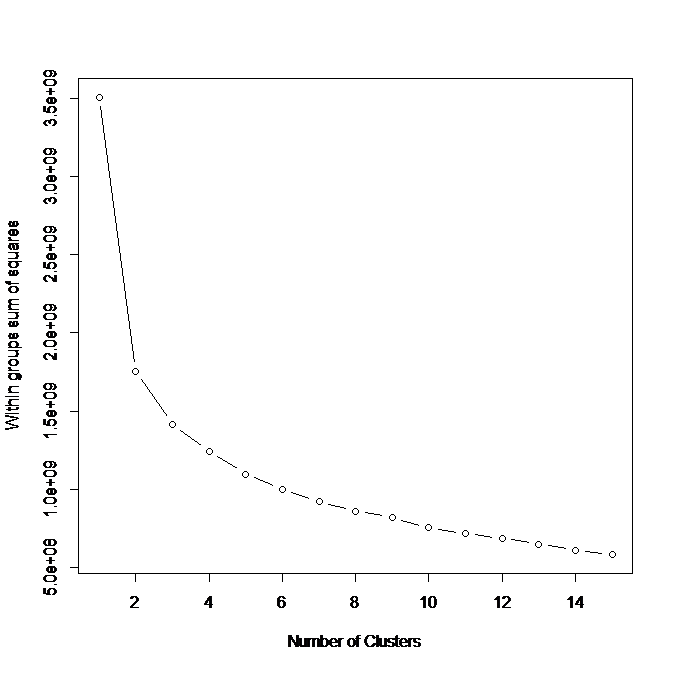 3.5e+09
3.0e+09
2.5e+09
2.0e+09
1.5e+09
1.0e+09
5.0e+08
Within groups sum of squares
2 4 6 8 10 12 14
Number of Clusters